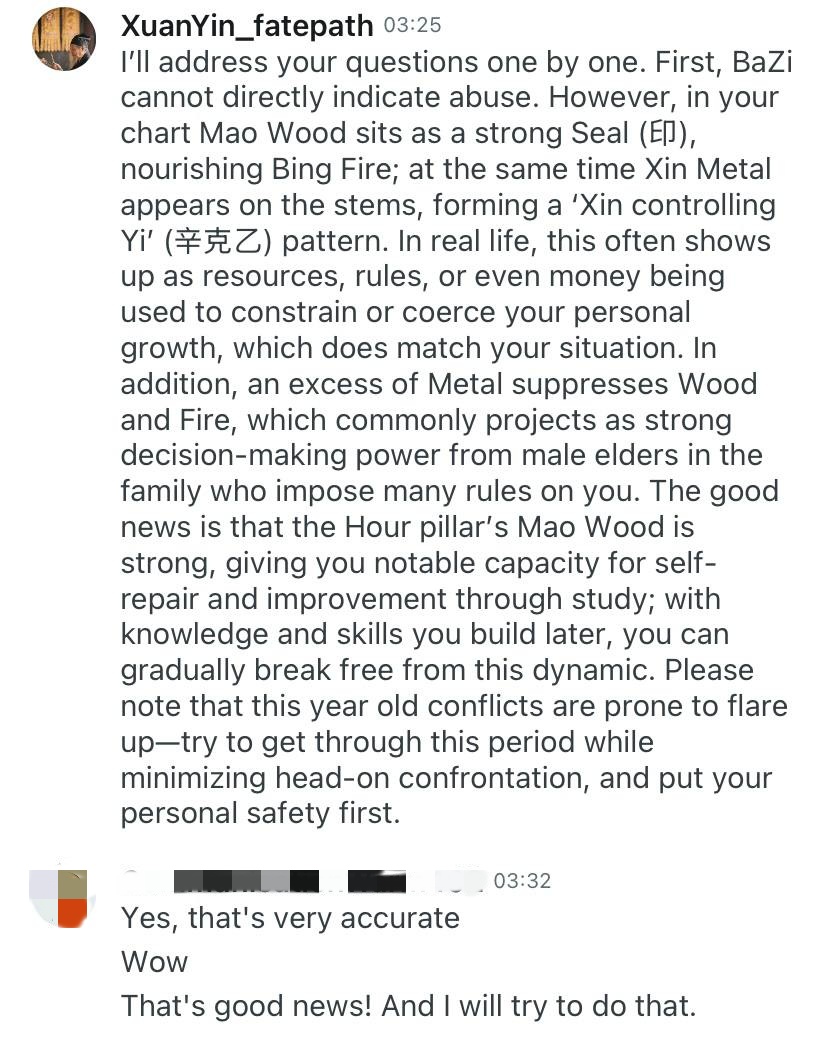 XuanYin_fatepath 03:25
I’ll address your questions one by one. First, BaZi
cannot directly indicate abuse. However, in your
chart Mao Wood sits as a strong Seal (印),
nourishing Bing Fire; at the same time Xin Metal
appears on the stems, forming a ‘Xin controlling
Yi’ (辛克乙) pattern. In real life, this often shows
up as resources, rules, or even money being
used to constrain or coerce your personal
growth, which does match your situation. In
addition, an excess of Metal suppresses Wood
and Fire, which commonly projects as strong
decision-making power from male elders in the
family who impose many rules on you. The good
news is that the Hour pillar’s Mao Wood is
strong, giving you notable capacity for self-
repair and improvement through study; with
knowledge and skills you build later, you can
gradually break free from this dynamic. Please
note that this year old conflicts are prone to flare
up—try to get through this period while
minimizing head-on confrontation, and put your
personal safety first.
03:32
Yes, that's very accurate
Wow
That's good news! And I will try to do that.